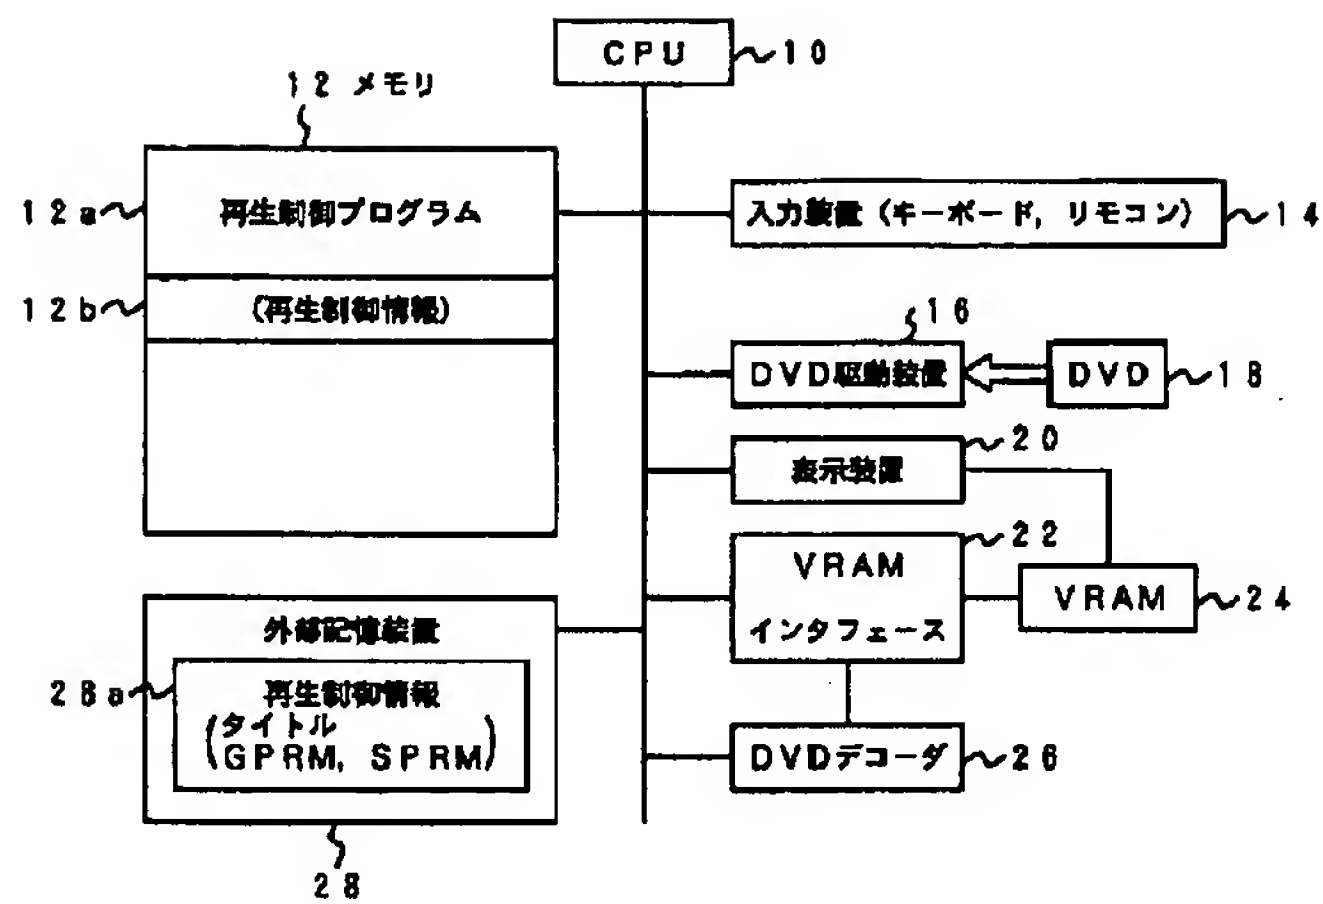 CPU
10
12 メモリ
12a
再生制御プログラム
入力装置(キーボード, リモコン)
14
12b
(再生制御情報)
16
DVD駆動装置
DVD
18
20
表示装置
22
VRAM
インタフェース
VRAM
24
外部記憶装置
28a
再生制御情報
(タイトル
GPRM, SPRM)
DVDデコーダ
26
28